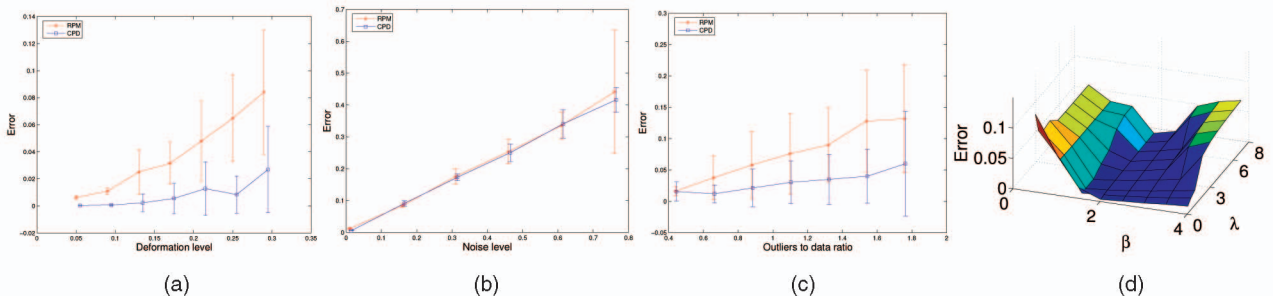 0.14
0.12
0.1
0.08
0.06
0.04
0.02
0
-0.02
Error
RPM
CPD
0 0.05 0.1 0.15 0.2 0.25 0.3 0.35
Deformation level
(a)
0.7
0.6
0.5
0.4
0.3
0.2
0.1
0
Error
RPM
CPD
0 0.1 0.2 0.3 0.4 0.5 0.6 0.7 0.8
Noise level
(b)
0.3
0.25
0.2
0.15
0.1
0.05
0
-0.05
Error
RPM
CPD
0.4 0.6 0.8 1 1.2 1.4 1.6 1.8 2
Outliers to data ratio
(c)
Error
0.1
0.05
0
0 2 4
β
0 3 6 8
λ
(d)